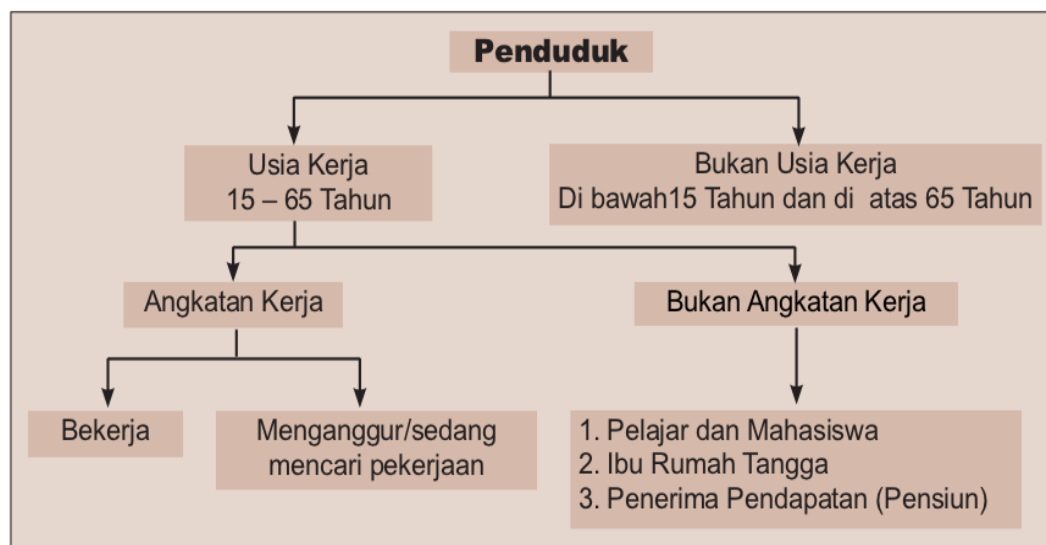 Penduduk
Usia Kerja
15 – 65 Tahun
Bukan Usia Kerja
Di bawah15 Tahun dan di atas 65 Tahun
Angkatan Kerja
Bukan Angkatan Kerja
Bekerja
Menganggur/sedang
mencari pekerjaan
1. Pelajar dan Mahasiswa
2. Ibu Rumah Tangga
3. Penerima Pendapatan (Pensiun)